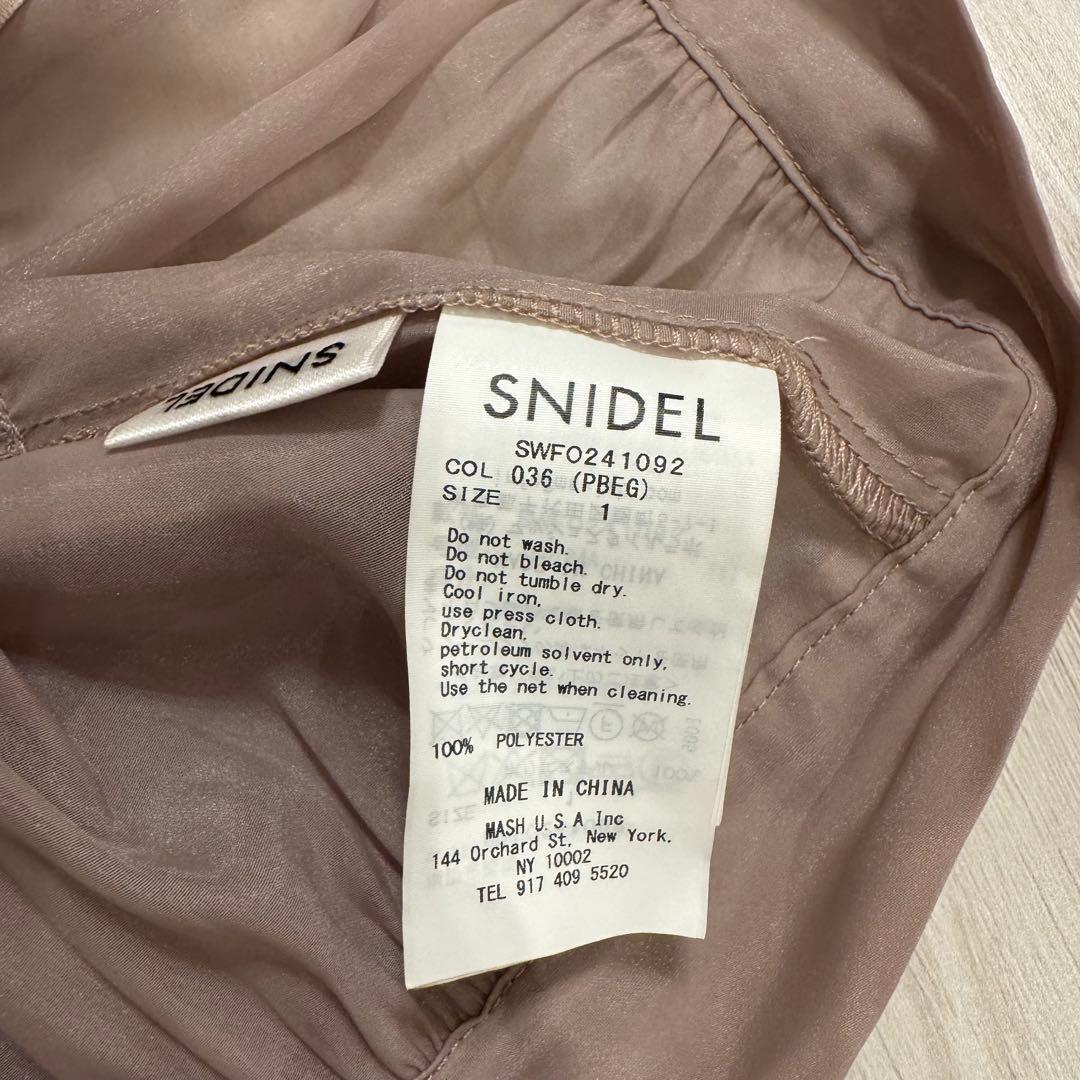 SNIDEL
SNIDEL
SWFO241092
COL 036 (PBEG)
SIZE 1
Do not wash.
Do not bleach.
Do not tumble dry.
Cool iron,
use press cloth.
Dryclean,
petroleum solvent only,
short cycle.
Use the net when cleaning.
100% POLYESTER
MADE IN CHINA
MASH U.S.A Inc
144 Orchard St, New York,
NY 10002
TEL 917 409 5520